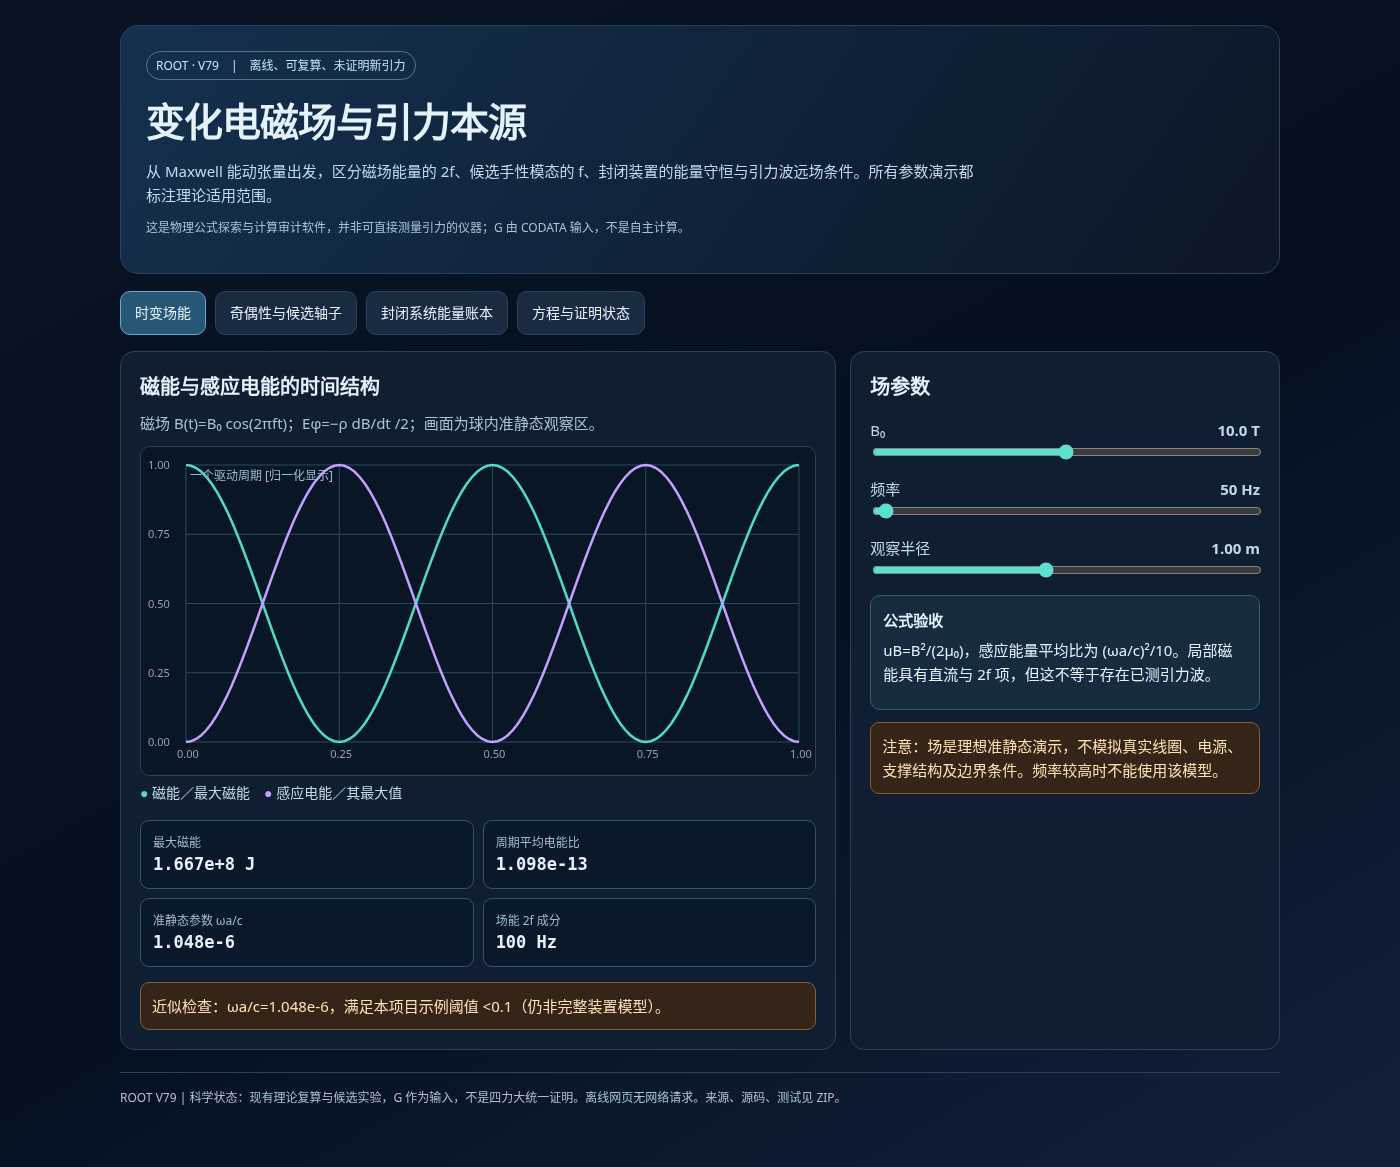 ROOT · V79 | 离线、可复算、未证明新引力
变化电磁场与引力本源
从 Maxwell 能动张量出发，区分磁场能量的 2f、候选手性模态的 f、封闭装置的能量守恒与引力波远场条件。所有参数演示都
标注理论适用范围。
这是物理公式探索与计算审计软件，并非可直接测量引力的仪器；G 由 CODATA 输入，不是自主计算。
时变场能
奇偶性与候选轴子
封闭系统能量账本
方程与证明状态
磁能与感应电能的时间结构
磁场 B(t)=B₀ cos(2πft)；Eφ=−ρ dB/dt /2；画面为球内准静态观察区。
一个驱动周期 [归一化显示]
1.00
0.75
0.50
0.25
0.00
0.00 0.25 0.50 0.75 1.00
● 磁能／最大磁能 ● 感应电能／其最大值
最大磁能
1.667e+8 J
周期平均电能比
1.098e-13
准静态参数 ωa/c
1.048e-6
场能 2f 成分
100 Hz
近似检查：ωa/c=1.048e-6，满足本项目示例阈值 <0.1（仍非完整装置模型）。
场参数
B₀ 10.0 T
频率 50 Hz
观察半径 1.00 m
公式验收
uB=B²/(2μ₀)，感应能量平均比为 (ωa/c)²/10。局部磁
能具有直流与 2f 项，但这不等于存在已测引力波。
注意：场是理想准静态演示，不模拟真实线圈、电源、
支撑结构及边界条件。频率较高时不能使用该模型。
ROOT V79 | 科学状态：现有理论复算与候选实验，G 作为输入，不是四力大统一证明。离线网页无网络请求。来源、源码、测试见 ZIP。